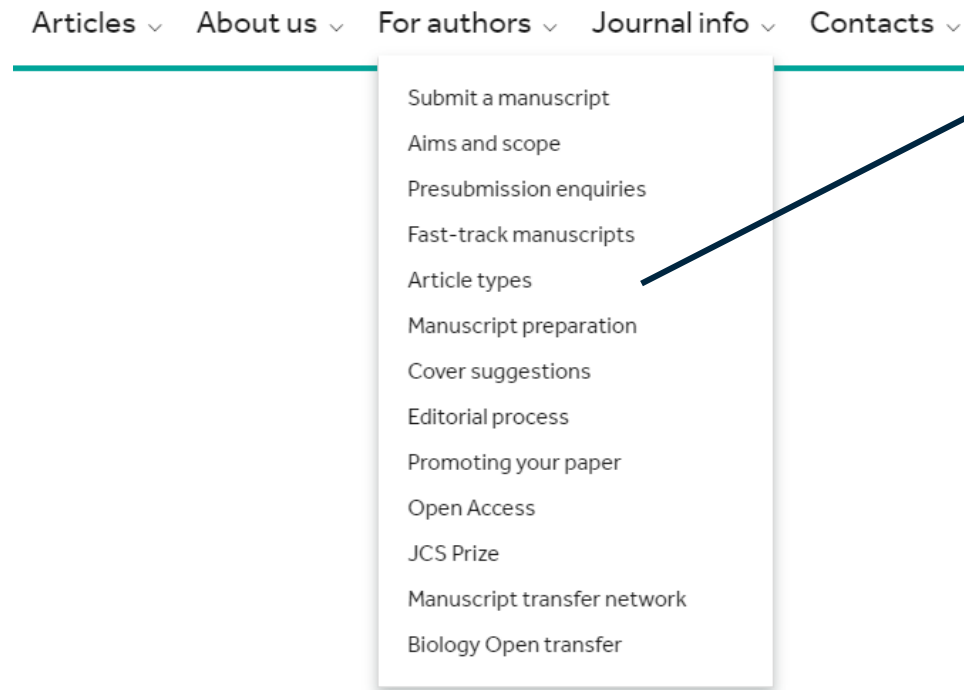 Articles About us For authors Journal info Contacts
Submit a manuscript
Aims and scope
Presubmission enquiries
Fast-track manuscripts
Article types
Manuscript preparation
Cover suggestions
Editorial process
Promoting your paper
Open Access
JCS Prize
Manuscript transfer network
Biology Open transfer